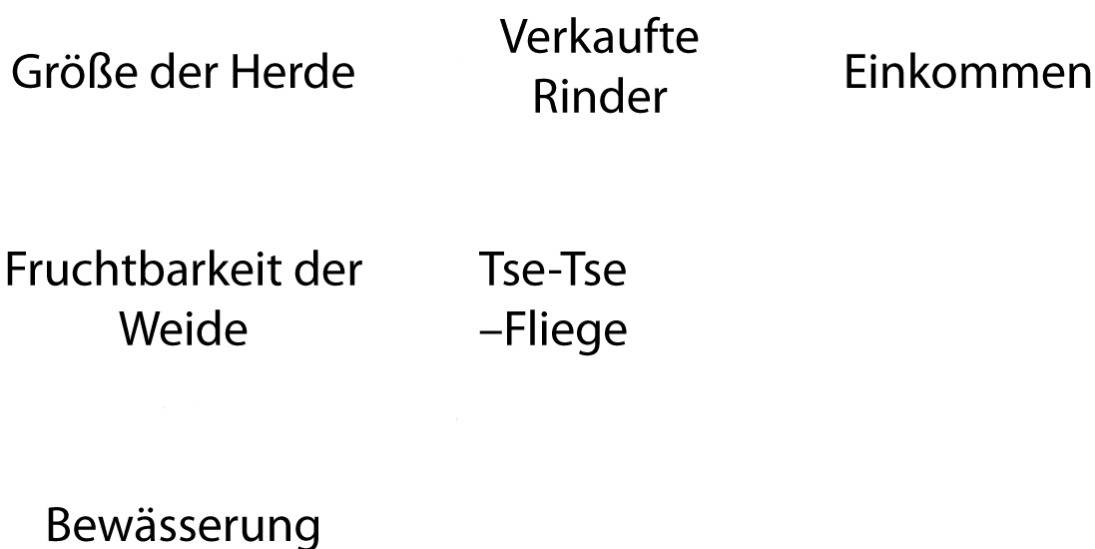 Größe der Herde
Verkaufte
Rinder
Einkommen
Fruchtbarkeit der
Weide
Tse-Tse
–Fliege
Bewässerung